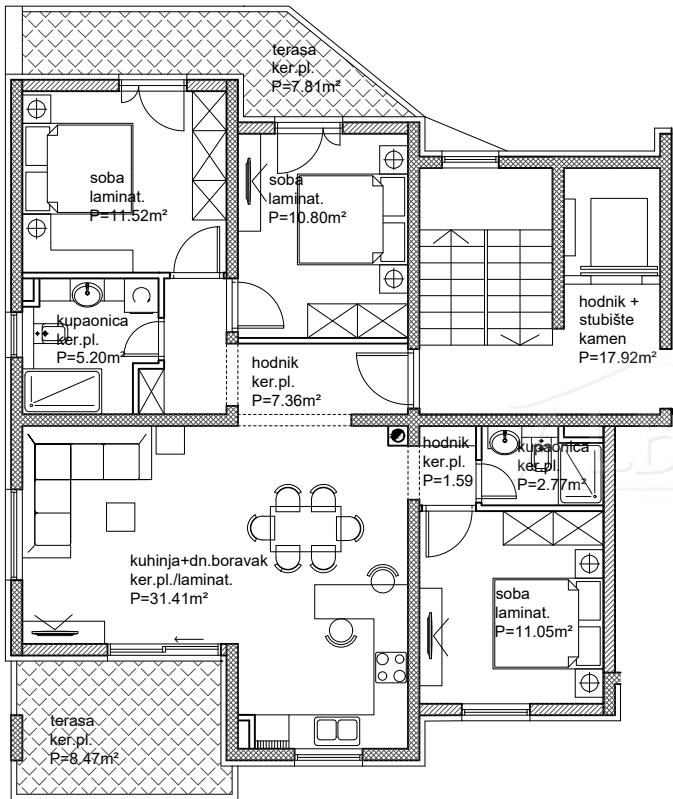 terasa
ker.pl.
P=7.81m²
soba
laminat.
P=11.52m²
soba
laminat.
P=10.80m²
kupaonica
ker.pl.
P=5.20m²
hodnik
ker.pl.
P=7.36m²
hodnik +
stubište
kamen
P=17.92m²
hodnik
ker.pl.
P=1.59
kupaonica
ker.pl.
P=2.77m²
kuhinja+dn.boravak
ker.pl./laminat.
P=31.41m²
soba
laminat.
P=11.05m²
terasa
ker.pl.
P=8.47m²